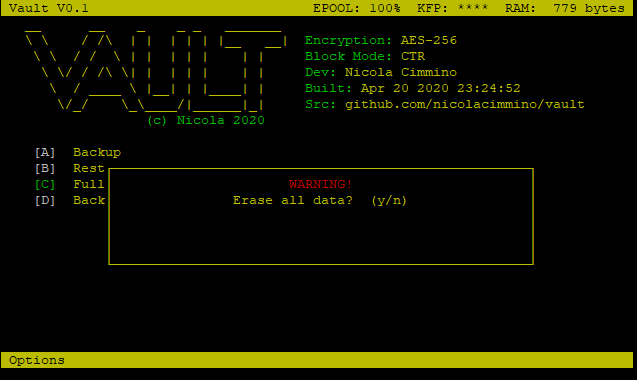 Vault V0.1 EPOOL: 100% KFP: **** RAM: 779 bytes
VAULT
Encryption: AES-256
Block Mode: CTR
Dev: Nicola Cimmino
Built: Apr 20 2020 23:24:52
Src: github.com/nicolacimmino/vault
(c) Nicola 2020
[A] Backup
[B] Rest
[C] Full
[D] Back
WARNING!
Erase all data? (y/n)
Options